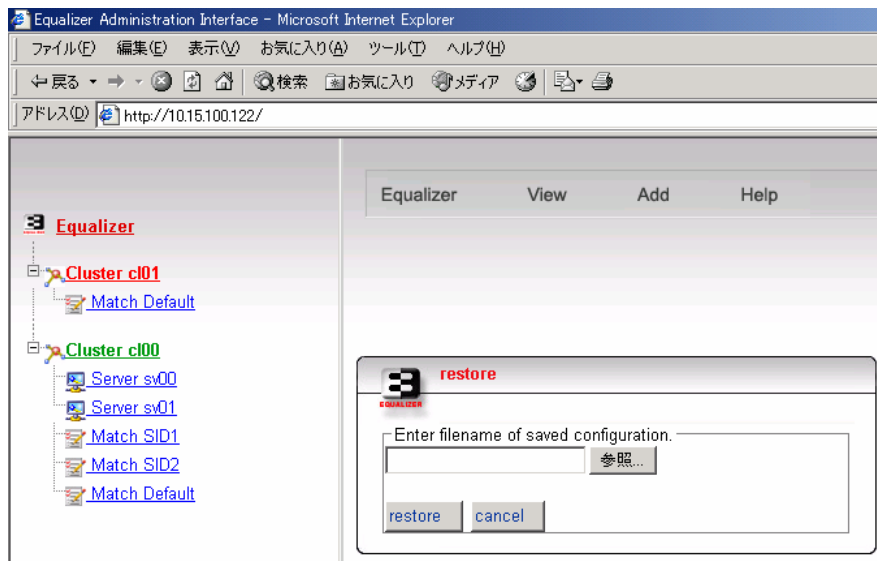 Equalizer Administration Interface - Microsoft Internet Explorer
ファイル(F) 編集(E) 表示(V) お気に入り(A) ツール(T) ヘルプ(H)
戻る 検索 お気に入り メディア
アドレス(D) http://10.15.100.122/
Equalizer View Add Help
Equalizer
Cluster cl01
Match Default
Cluster cl00
Server sv00
Server sv01
Match SID1
Match SID2
Match Default
restore
EQUALIZER
Enter filename of saved configuration.
参照...
restore cancel